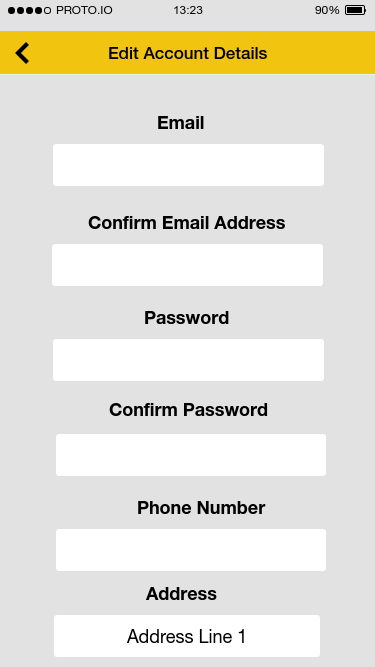 PROTO.IO 13:23 90%
Edit Account Details
Email
Confirm Email Address
Password
Confirm Password
Phone Number
Address
Address Line 1